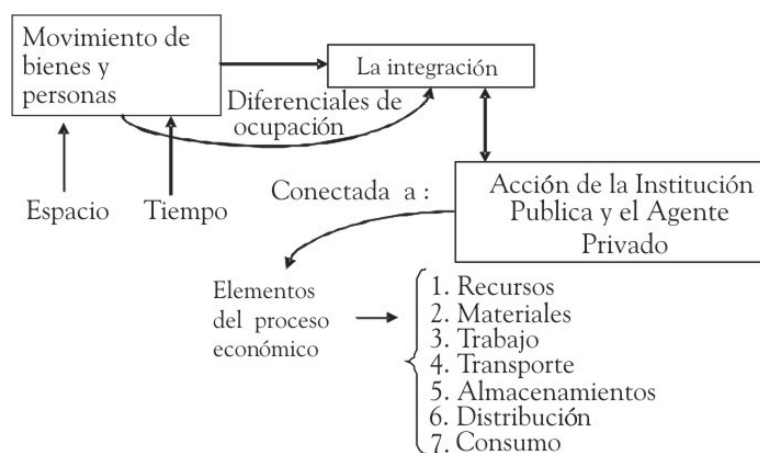 Movimiento de
bienes y
personas
La integración
Diferenciales de
ocupación
Espacio
Tiempo
Conectada a :
Acción de la Institución
Publica y el Agente
Privado
Elementos
del proceso
económico
1. Recursos
2. Materiales
3. Trabajo
4. Transporte
5. Almacenamientos
6. Distribución
7. Consumo